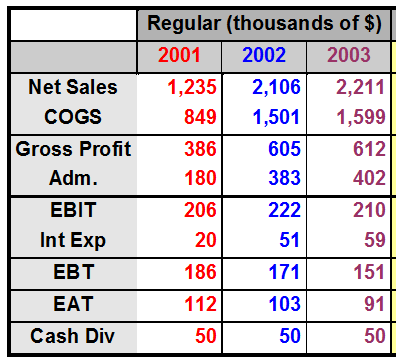 Regular (thousands of $)
2001 2002 2003
Net Sales 1,235 2,106 2,211
COGS 849 1,501 1,599
Gross Profit 386 605 612
Adm. 180 383 402
EBIT 206 222 210
Int Exp 20 51 59
EBT 186 171 151
EAT 112 103 91
Cash Div 50 50 50